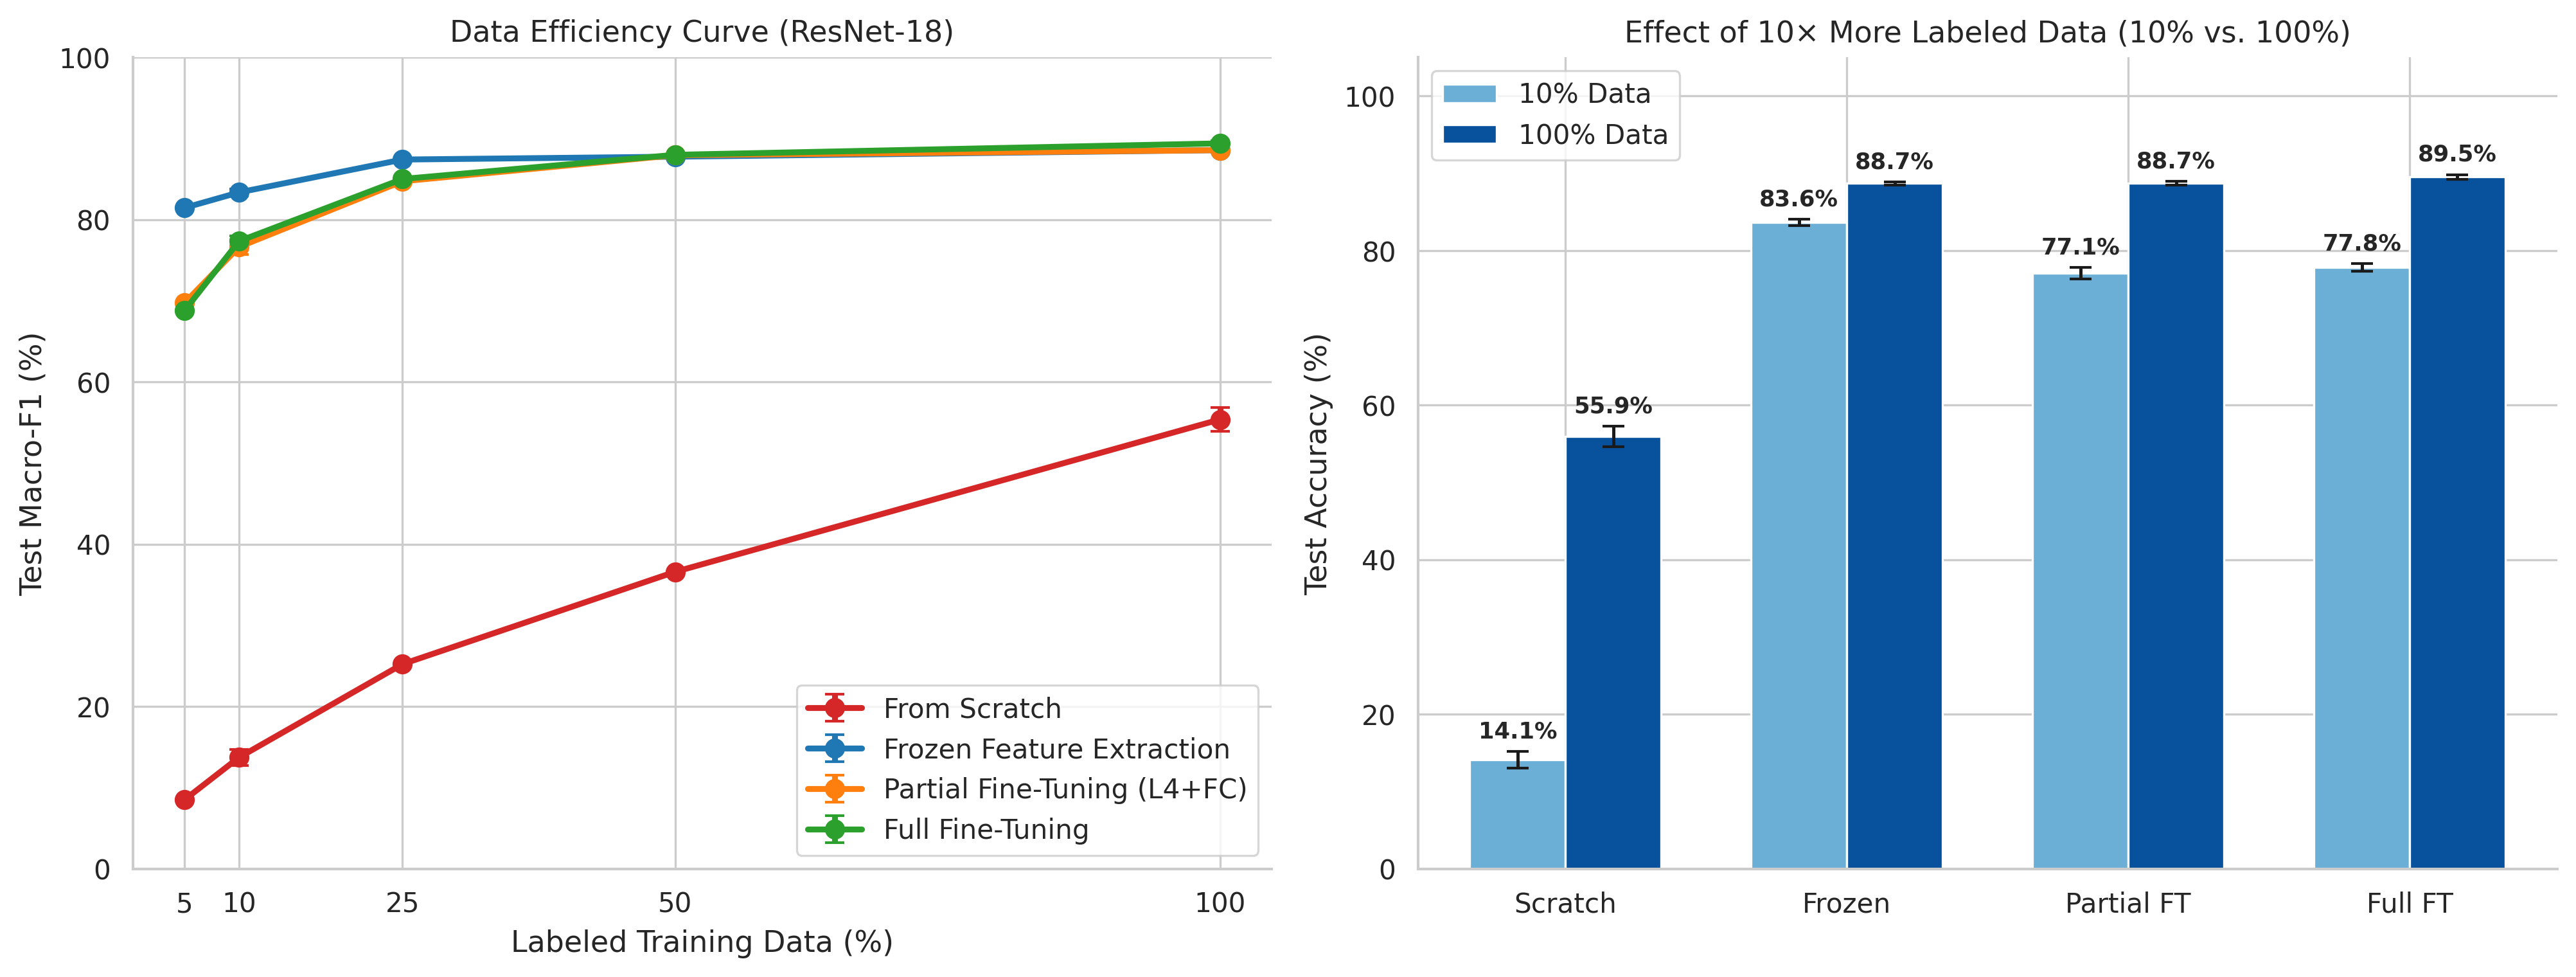 Data Efficiency Curve (ResNet-18)
100
80
60
40
20
0
Test Macro-F1 (%)
5 10 25 50 100
Labeled Training Data (%)
From Scratch
Frozen Feature Extraction
Partial Fine-Tuning (L4+FC)
Full Fine-Tuning
Effect of 10× More Labeled Data (10% vs. 100%)
10% Data
100% Data
100
80
60
40
20
0
Test Accuracy (%)
14.1%
55.9%
83.6%
88.7%
77.1%
88.7%
77.8%
89.5%
Scratch Frozen Partial FT Full FT